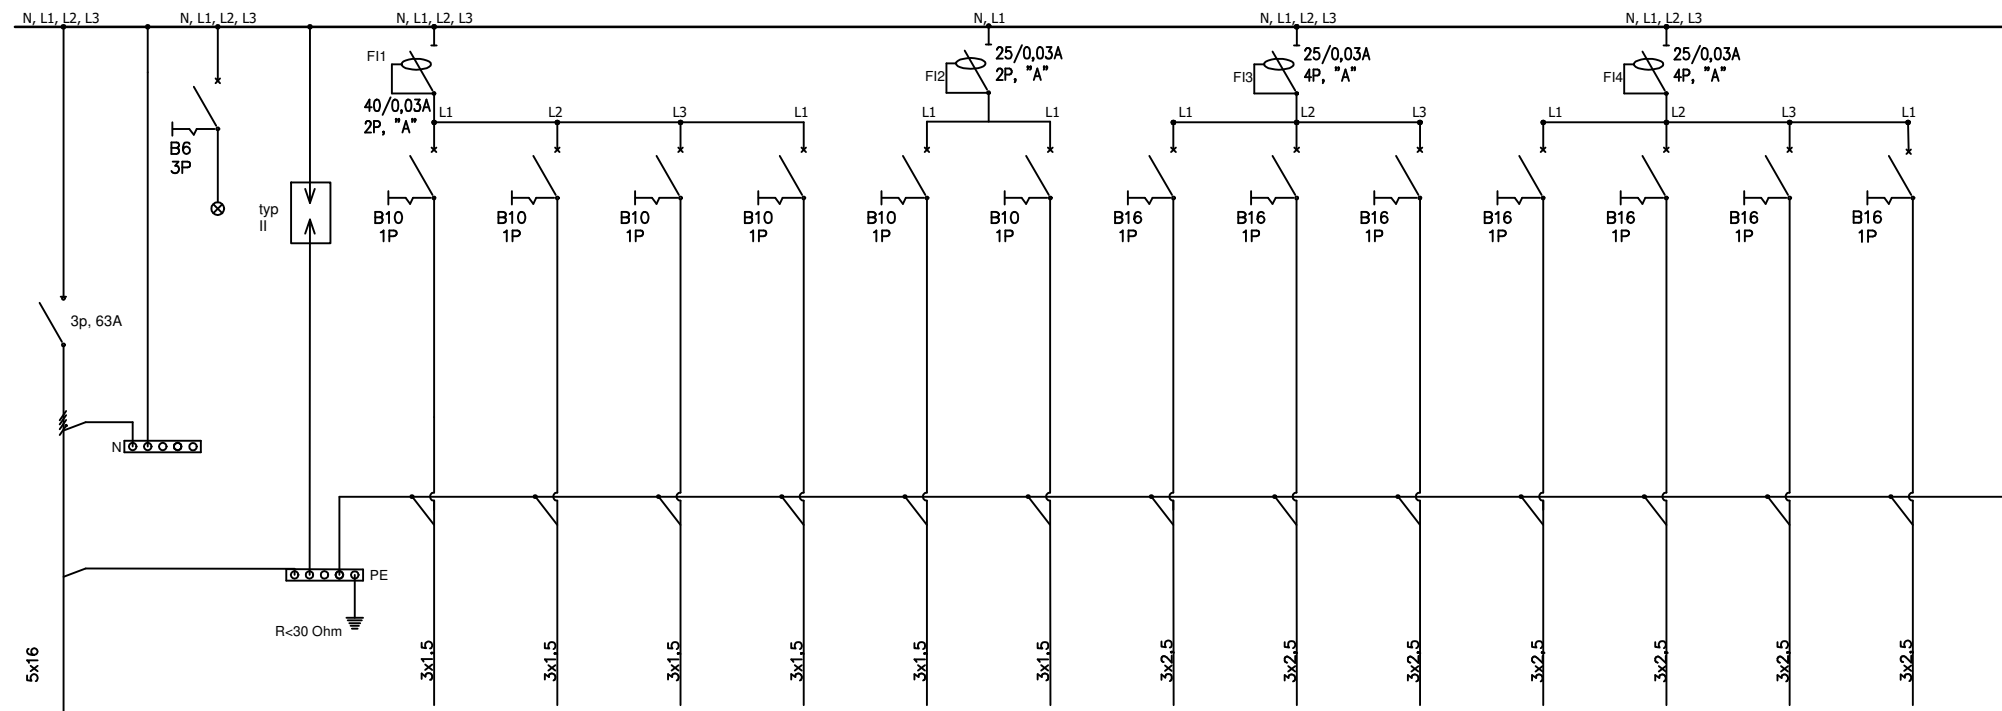 N, L1, L2, L3
N, L1, L2, L3
N, L1, L2, L3
N, L1
N, L1, L2, L3
N, L1, L2, L3
FI1
40/0,03A
2P, "A"
FI2
25/0,03A
2P, "A"
FI3
25/0,03A
4P, "A"
FI4
25/0,03A
4P, "A"
L1
L2
L3
L1
L1
L1
L1
L2
L3
L1
L2
L3
L1
B6
3P
typ
II
B10
1P
B10
1P
B10
1P
B10
1P
B10
1P
B10
1P
B16
1P
B16
1P
B16
1P
B16
1P
B16
1P
B16
1P
B16
1P
3p, 63A
N
PE
R<30 Ohm
5x16
3x1,5
3x1,5
3x1,5
3x1,5
3x1,5
3x1,5
3x2,5
3x2,5
3x2,5
3x2,5
3x2,5
3x2,5
3x2,5